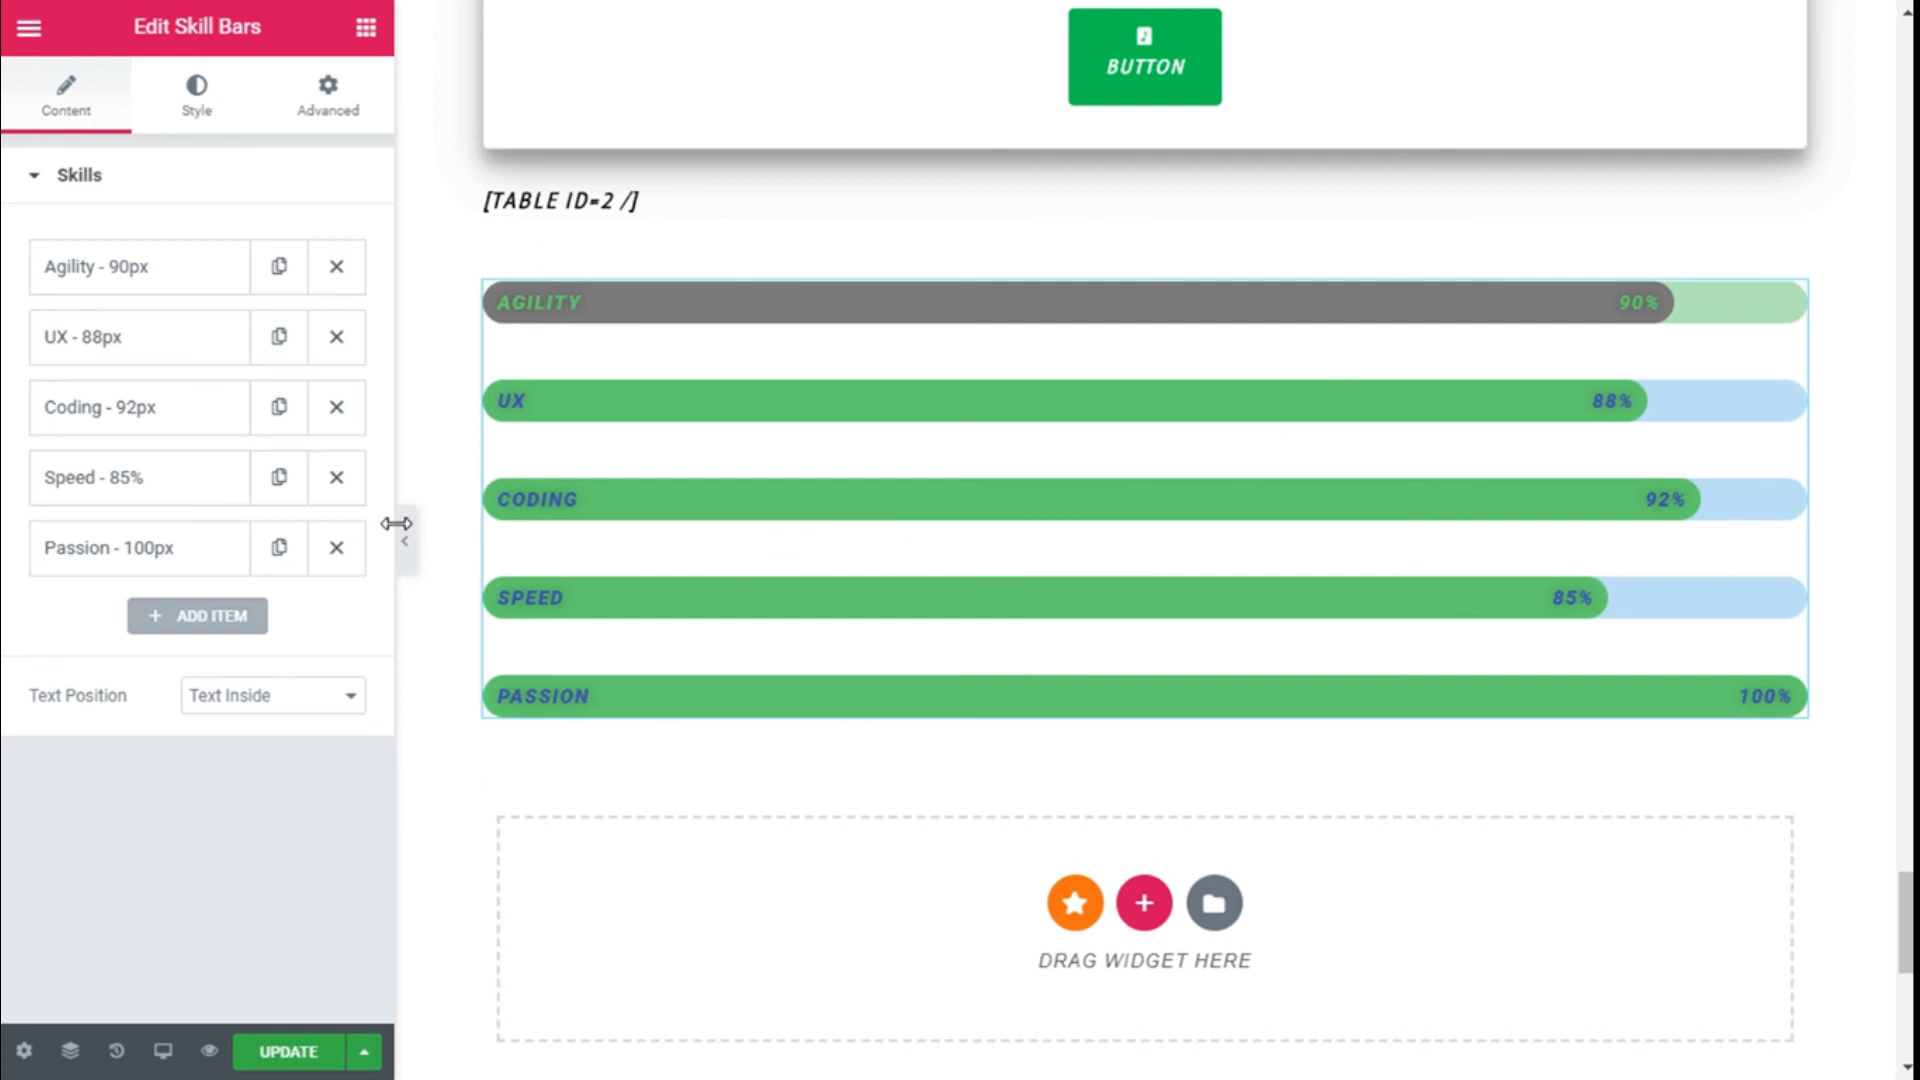 Edit Skill Bars
Content
Style
Advanced
Skills
Agility - 90px
UX - 88px
Coding - 92px
Speed - 85%
Passion - 100px
+ ADD ITEM
Text Position
Text Inside
UPDATE
BUTTON
[TABLE ID=2 /]
AGILITY 90%
UX 88%
CODING 92%
SPEED 85%
PASSION 100%
DRAG WIDGET HERE